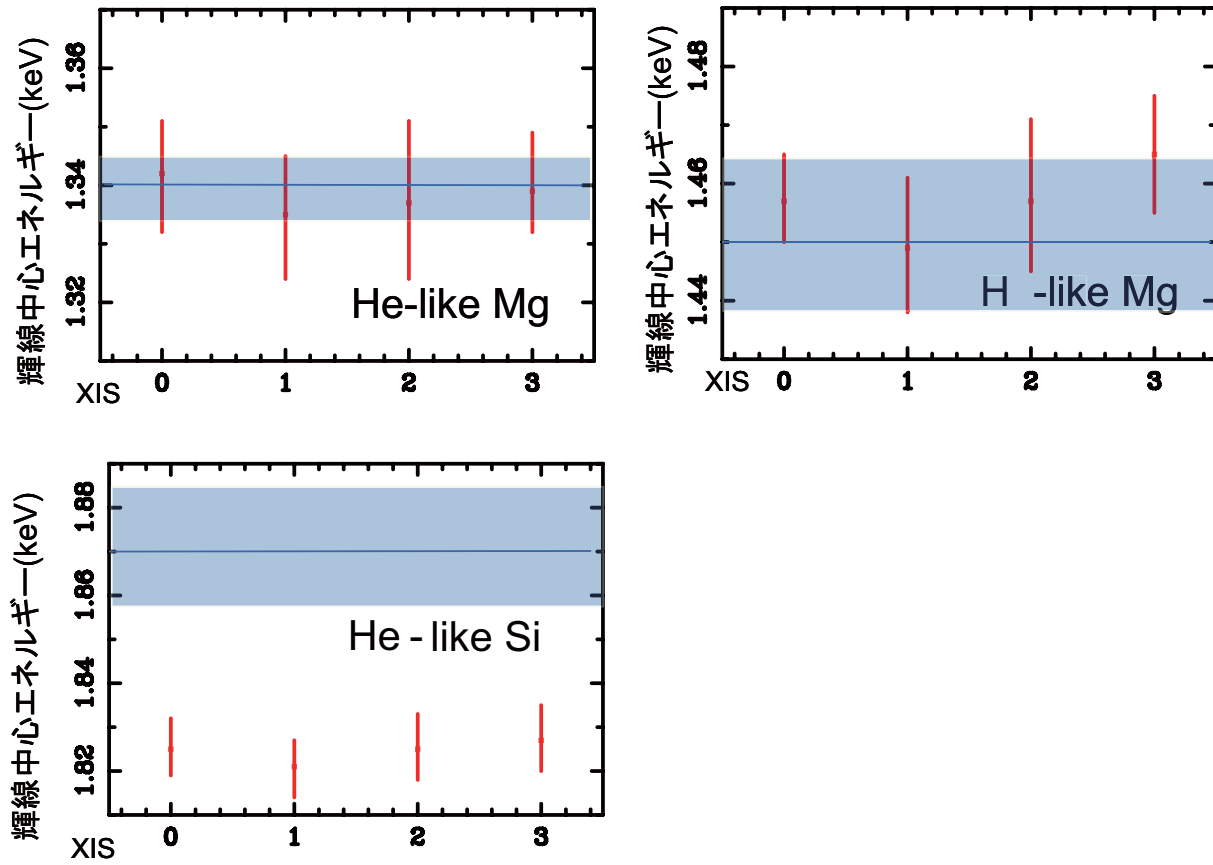 輝線中心エネルギー(keV)
1.36
1.34
1.32
He-like Mg
XIS 0 1 2 3
輝線中心エネルギー(keV)
1.48
1.46
1.44
H -like Mg
XIS 0 1 2 3
輝線中心エネルギー(keV)
1.88
1.86
1.84
1.82
He - like Si
XIS 0 1 2 3